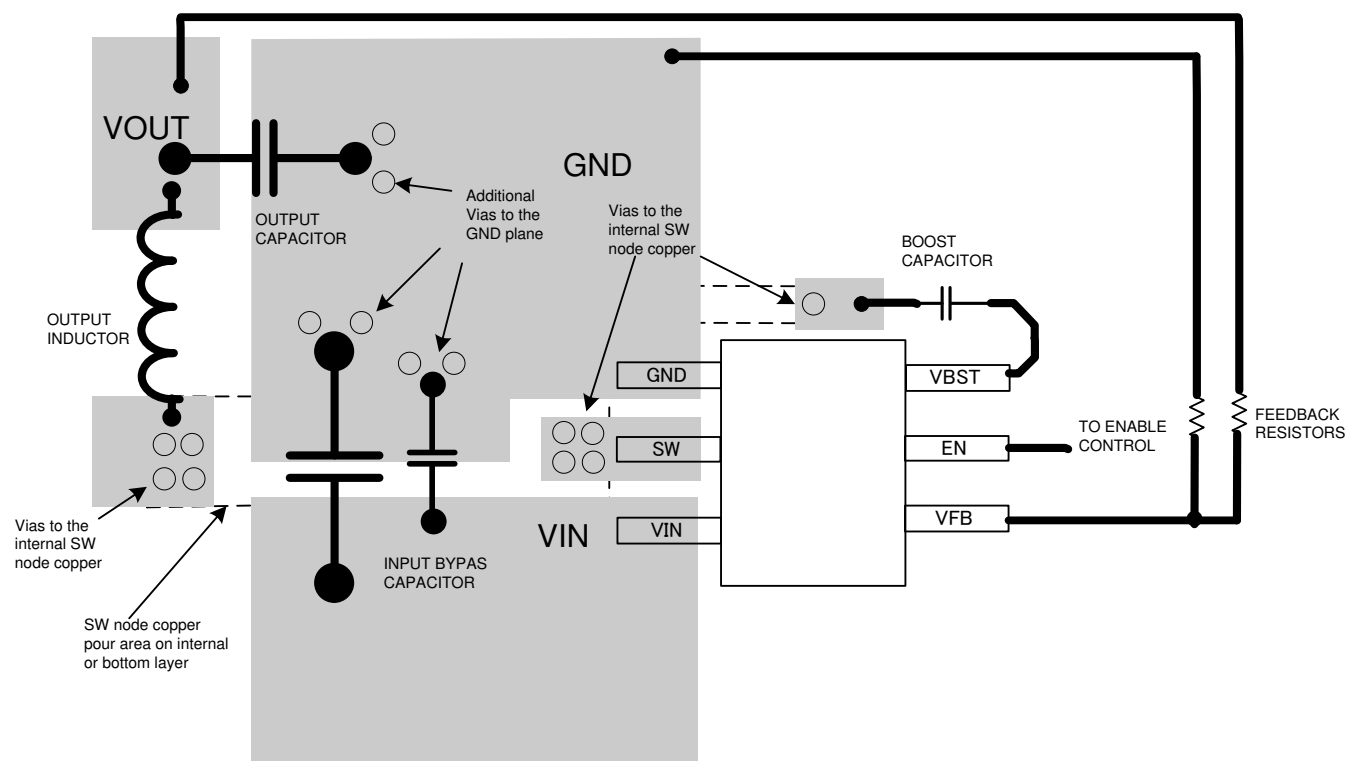 VOUT
GND
OUTPUT
CAPACITOR
Additional
Vias to the
GND plane
Vias to the
internal SW
node copper
BOOST
CAPACITOR
OUTPUT
INDUCTOR
GND
VBST
SW
EN
TO ENABLE
CONTROL
FEEDBACK
RESISTORS
VIN
VIN
VFB
Vias to the
internal SW
node copper
INPUT BYPAS
CAPACITOR
SW node copper
pour area on internal
or bottom layer